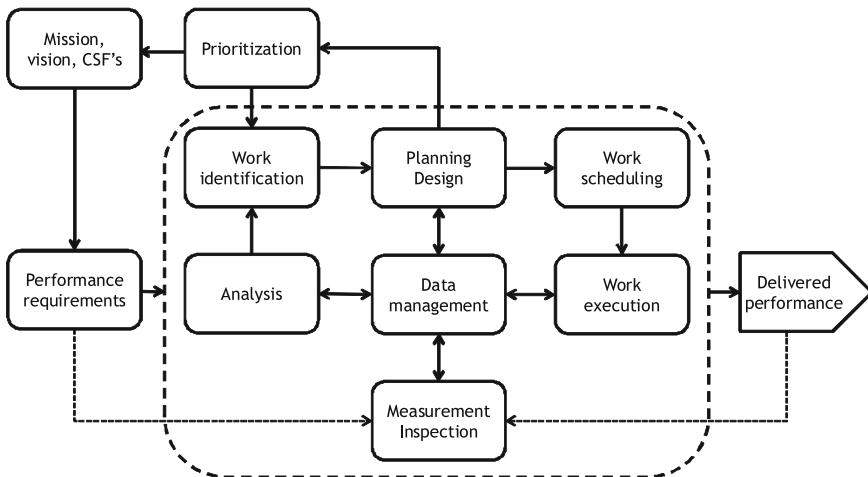 Mission,
vision, CSF's
Prioritization
Work
identification
Planning
Design
Work
scheduling
Performance
requirements
Analysis
Data
management
Work
execution
Delivered
performance
Measurement
Inspection